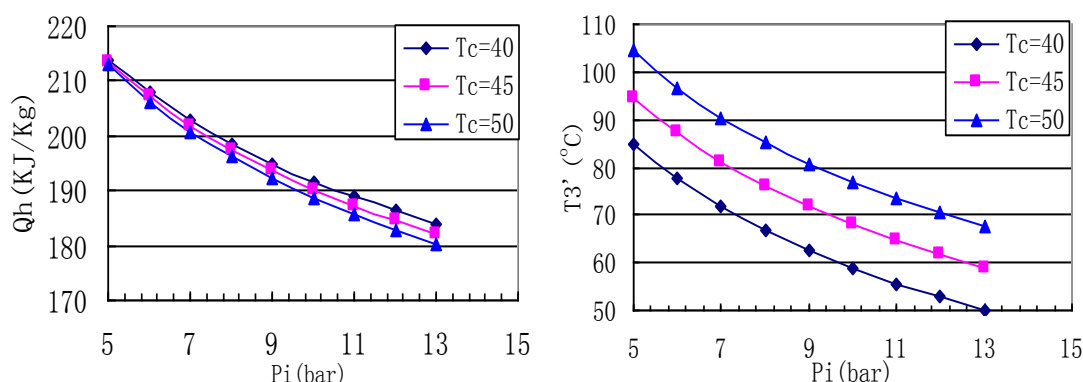 220
210
200
190
180
170
Qh(KJ/Kg)
Tc=40
Tc=45
Tc=50
5 7 9 11 13 15
Pi(bar)
110
100
90
80
70
60
50
T3’(°C)
Tc=40
Tc=45
Tc=50
5 7 9 11 13 15
Pi(bar)